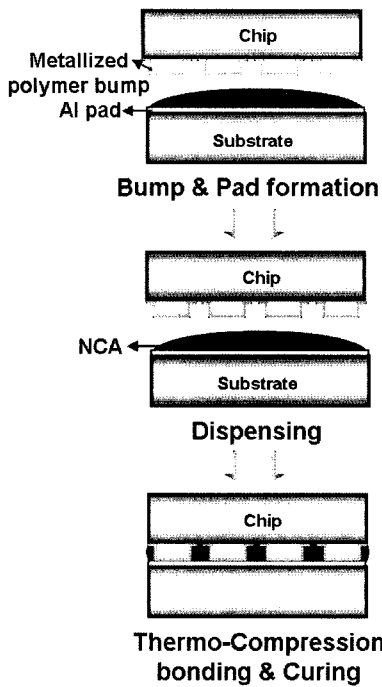 Chip
Metallized
polymer bump
Al pad
Substrate
Bump & Pad formation
Chip
NCA
Substrate
Dispensing
Chip
Thermo-Compression
bonding & Curing